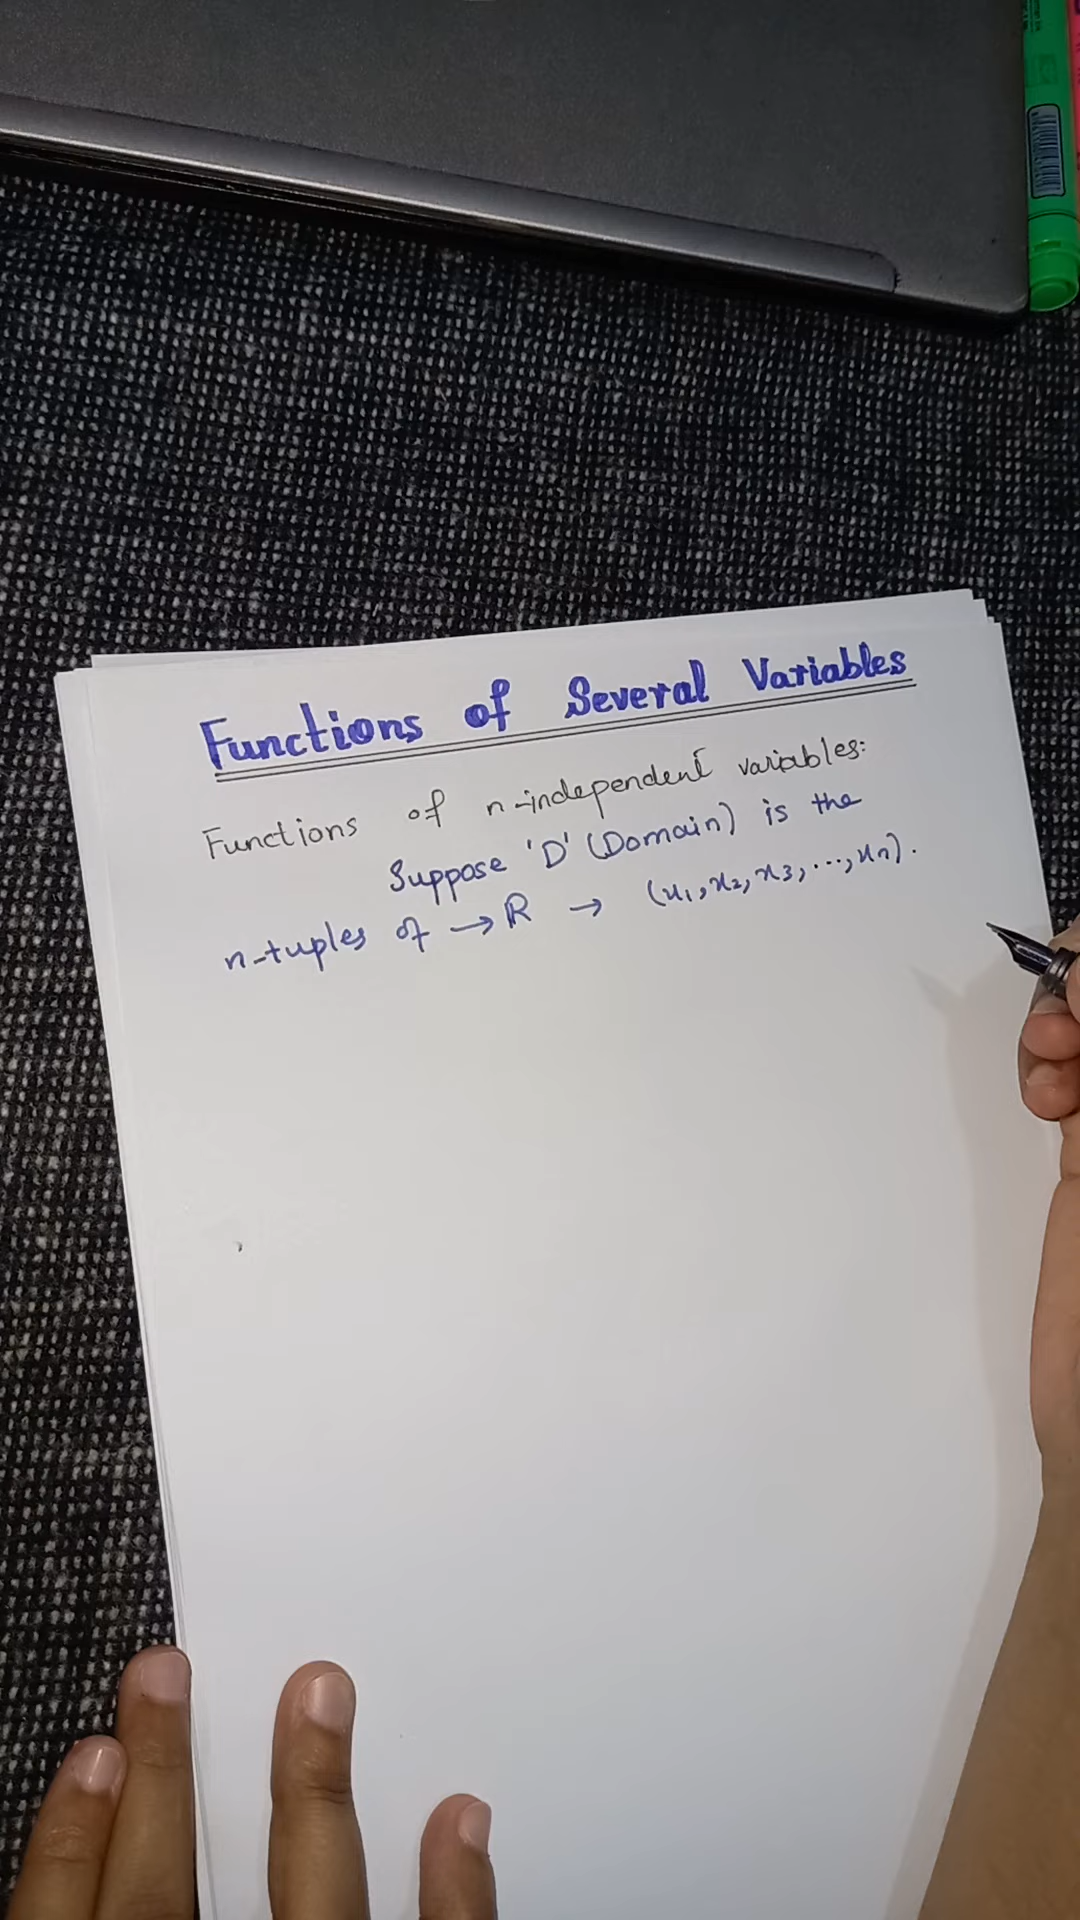 Functions of Several Variables
Functions of n-independent variables:
Suppose 'D' (Domain) is the
n-tuples of → ℝ → (x₁, x₂, x₃, ..., xn).